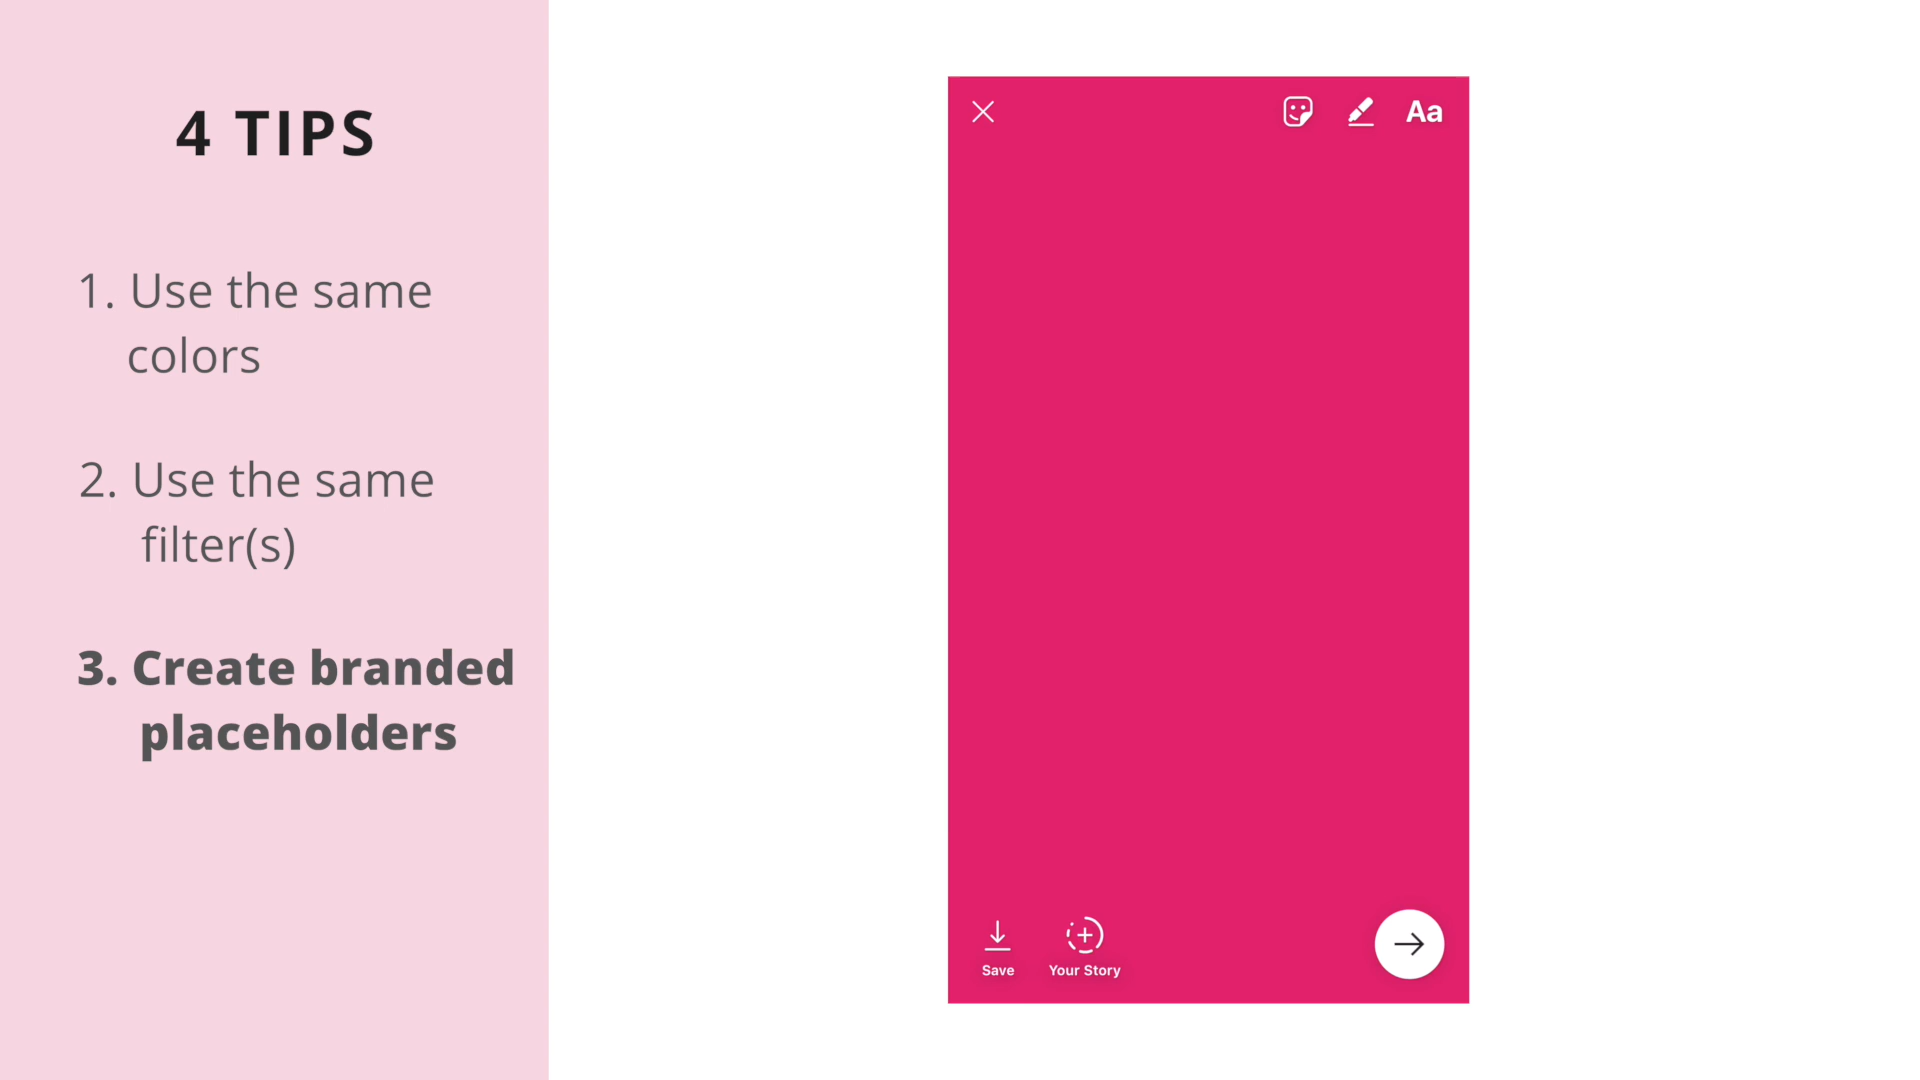 4 TIPS
1. Use the same
colors
2. Use the same
filter(s)
3. Create branded
placeholders
Aa
Save
Your Story